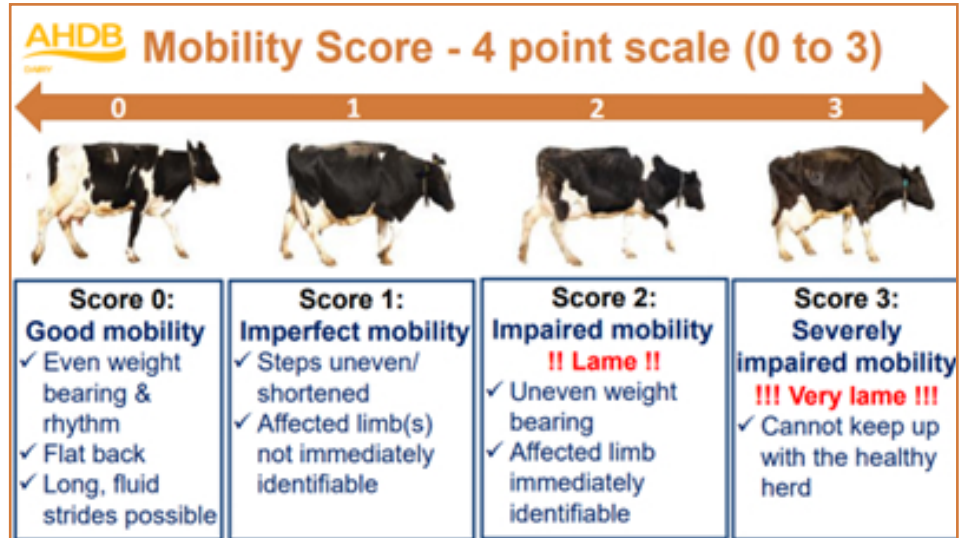 AHDB
DAIRY
Mobility Score - 4 point scale (0 to 3)
0 1 2 3
Score 0:
Good mobility
✓ Even weight
bearing &
rhythm
✓ Flat back
✓ Long, fluid
strides possible
Score 1:
Imperfect mobility
✓ Steps uneven/
shortened
✓ Affected limb(s)
not immediately
identifiable
Score 2:
Impaired mobility
!! Lame !!
✓ Uneven weight
bearing
✓ Affected limb
immediately
identifiable
Score 3:
Severely
impaired mobility
!!! Very lame !!!
✓ Cannot keep up
with the healthy
herd